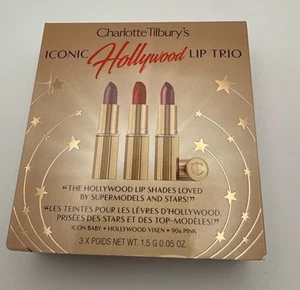 Charlotte Tilbury's
ICONIC Hollywood LIP TRIO
"THE HOLLYWOOD LIP SHADES LOVED
BY SUPERMODELS AND STARS!"
"LES TEINTES POUR LES LÈVRES D'HOLLYWOOD,
PRISÉES DES STARS ET DES TOP-MODÈLES!"
ICON BABY + HOLLYWOOD VIXEN + 90s PINK
3 X POIDS NET WT. 1.5 G 0.05 OZ.